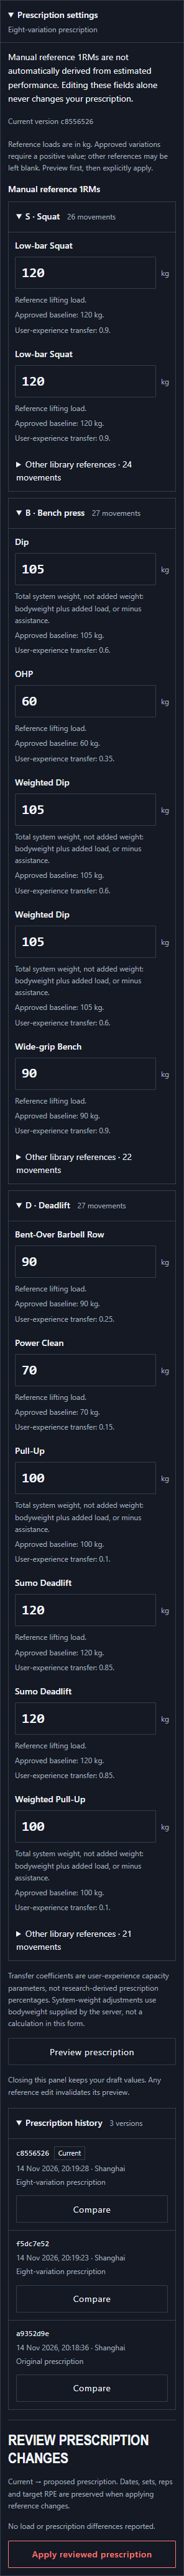 ▼ Prescription settings
Eight-variation prescription
Manual reference 1RMs are not
automatically derived from estimated
performance. Editing these fields alone
never changes your prescription.
Current version c8556526
Reference loads are in kg. Approved variations
require a positive value; other references may be
left blank. Preview first, then explicitly apply.
Manual reference 1RMs
▼ S · Squat 26 movements
Low-bar Squat
120 kg
Reference lifting load.
Approved baseline: 120 kg.
User-experience transfer: 0.9.
Low-bar Squat
120 kg
Reference lifting load.
Approved baseline: 120 kg.
User-experience transfer: 0.9.
▶ Other library references · 24
movements
▼ B · Bench press 27 movements
Dip
105 kg
Total system weight, not added weight:
bodyweight plus added load, or minus
assistance.
Approved baseline: 105 kg.
User-experience transfer: 0.6.
OHP
60 kg
Reference lifting load.
Approved baseline: 60 kg.
User-experience transfer: 0.35.
Weighted Dip
105 kg
Total system weight, not added weight:
bodyweight plus added load, or minus
assistance.
Approved baseline: 105 kg.
User-experience transfer: 0.6.
Weighted Dip
105 kg
Total system weight, not added weight:
bodyweight plus added load, or minus
assistance.
Approved baseline: 105 kg.
User-experience transfer: 0.6.
Wide-grip Bench
90 kg
Reference lifting load.
Approved baseline: 90 kg.
User-experience transfer: 0.9.
▶ Other library references · 22
movements
▼ D · Deadlift 27 movements
Bent-Over Barbell Row
90 kg
Reference lifting load.
Approved baseline: 90 kg.
User-experience transfer: 0.25.
Power Clean
70 kg
Reference lifting load.
Approved baseline: 70 kg.
User-experience transfer: 0.15.
Pull-Up
100 kg
Total system weight, not added weight:
bodyweight plus added load, or minus
assistance.
Approved baseline: 100 kg.
User-experience transfer: 0.1.
Sumo Deadlift
120 kg
Reference lifting load.
Approved baseline: 120 kg.
User-experience transfer: 0.85.
Sumo Deadlift
120 kg
Reference lifting load.
Approved baseline: 120 kg.
User-experience transfer: 0.85.
Weighted Pull-Up
100 kg
Total system weight, not added weight:
bodyweight plus added load, or minus
assistance.
Approved baseline: 100 kg.
User-experience transfer: 0.1.
▶ Other library references · 21
movements
Transfer coefficients are user-experience capacity
parameters, not research-derived prescription
percentages. System-weight adjustments use
bodyweight supplied by the server, not a
calculation in this form.
Preview prescription
Closing this panel keeps your draft values. Any
reference edit invalidates its preview.
▼ Prescription history 3 versions
c8556526 Current
14 Nov 2026, 20:19:28 · Shanghai
Eight-variation prescription
Compare
f5dc7e52
14 Nov 2026, 20:19:23 · Shanghai
Eight-variation prescription
Compare
a9352d9e
14 Nov 2026, 20:18:36 · Shanghai
Original prescription
Compare
REVIEW PRESCRIPTION
CHANGES
Current → proposed prescription. Dates, sets, reps
and target RPE are preserved when applying
reference changes.
No load or prescription differences reported.
Apply reviewed prescription